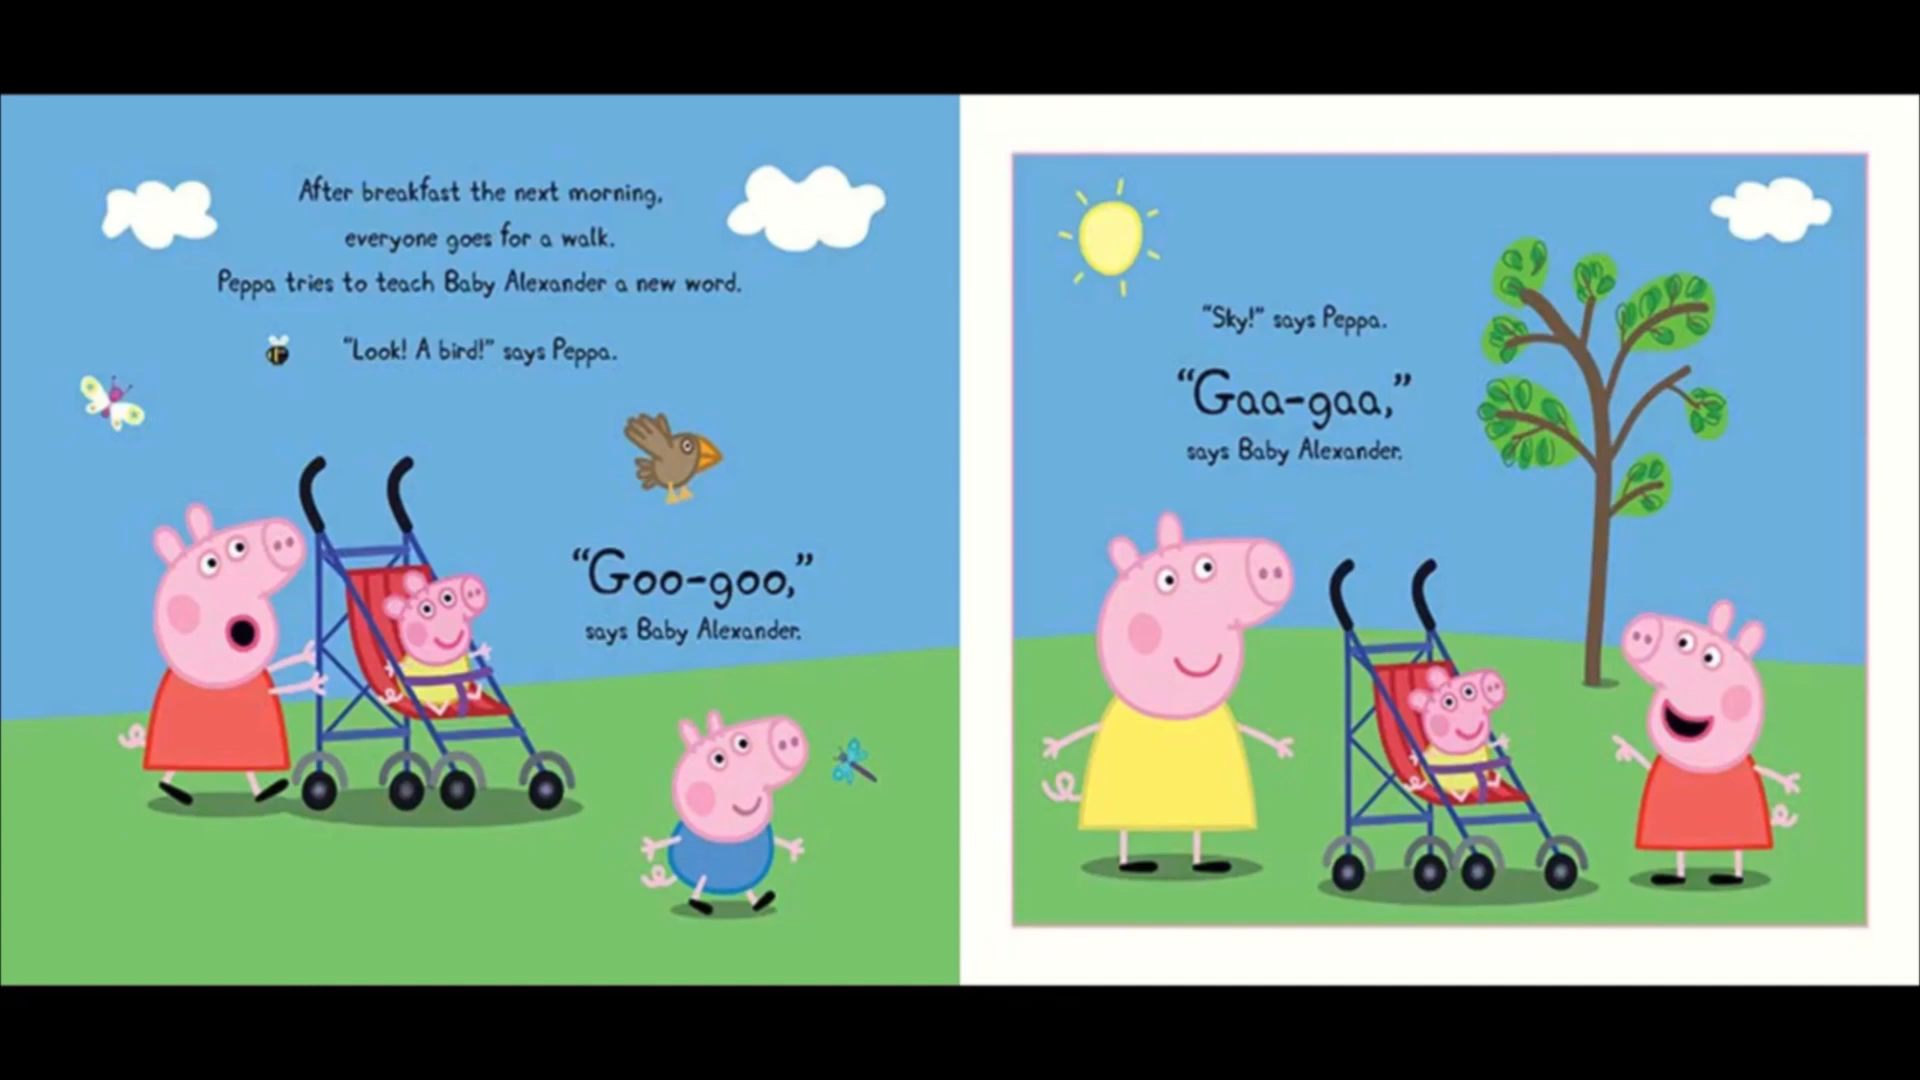 After breakfast the next morning,
everyone goes for a walk.
Peppa tries to teach Baby Alexander a new word.
"Look! A bird!" says Peppa.
"Goo-goo,"
says Baby Alexander.
"Sky!" says Peppa.
"Gaa-gaa,"
says Baby Alexander.